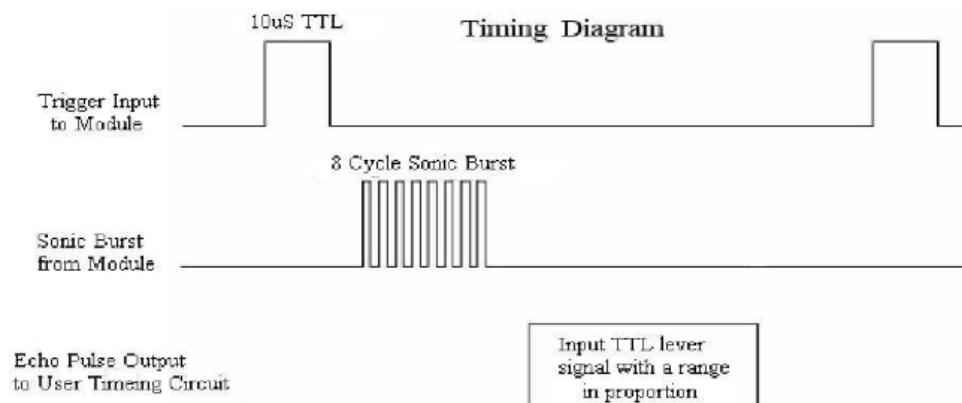 10uS TTL
Timing Diagram
Trigger Input
to Module
8 Cycle Sonic Burst
Sonic Burst
from Module
Echo Pulse Output
to User Timeing Circuit
Input TTL lever
signal with a range
in proportion